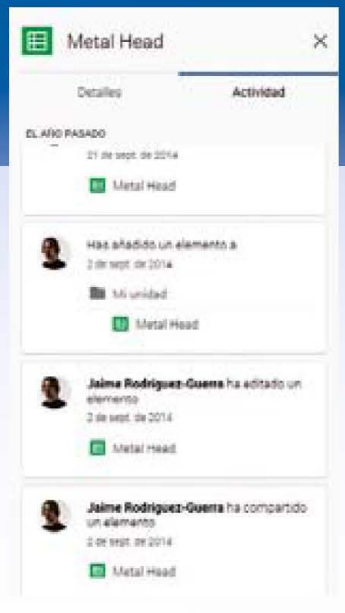 Metal Head
Detalles
Actividad
EL AÑO PASADO
21 de sept. de 2014
Metal Head
Has añadido un elemento a
2 de sept. de 2014
Mi unidad
Metal Head
Jaime Rodriguez-Guerra ha editado un
elemento
2 de sept. de 2014
Metal Head
Jaime Rodriguez-Guerra ha compartido
un elemento
2 de sept. de 2014
Metal Head